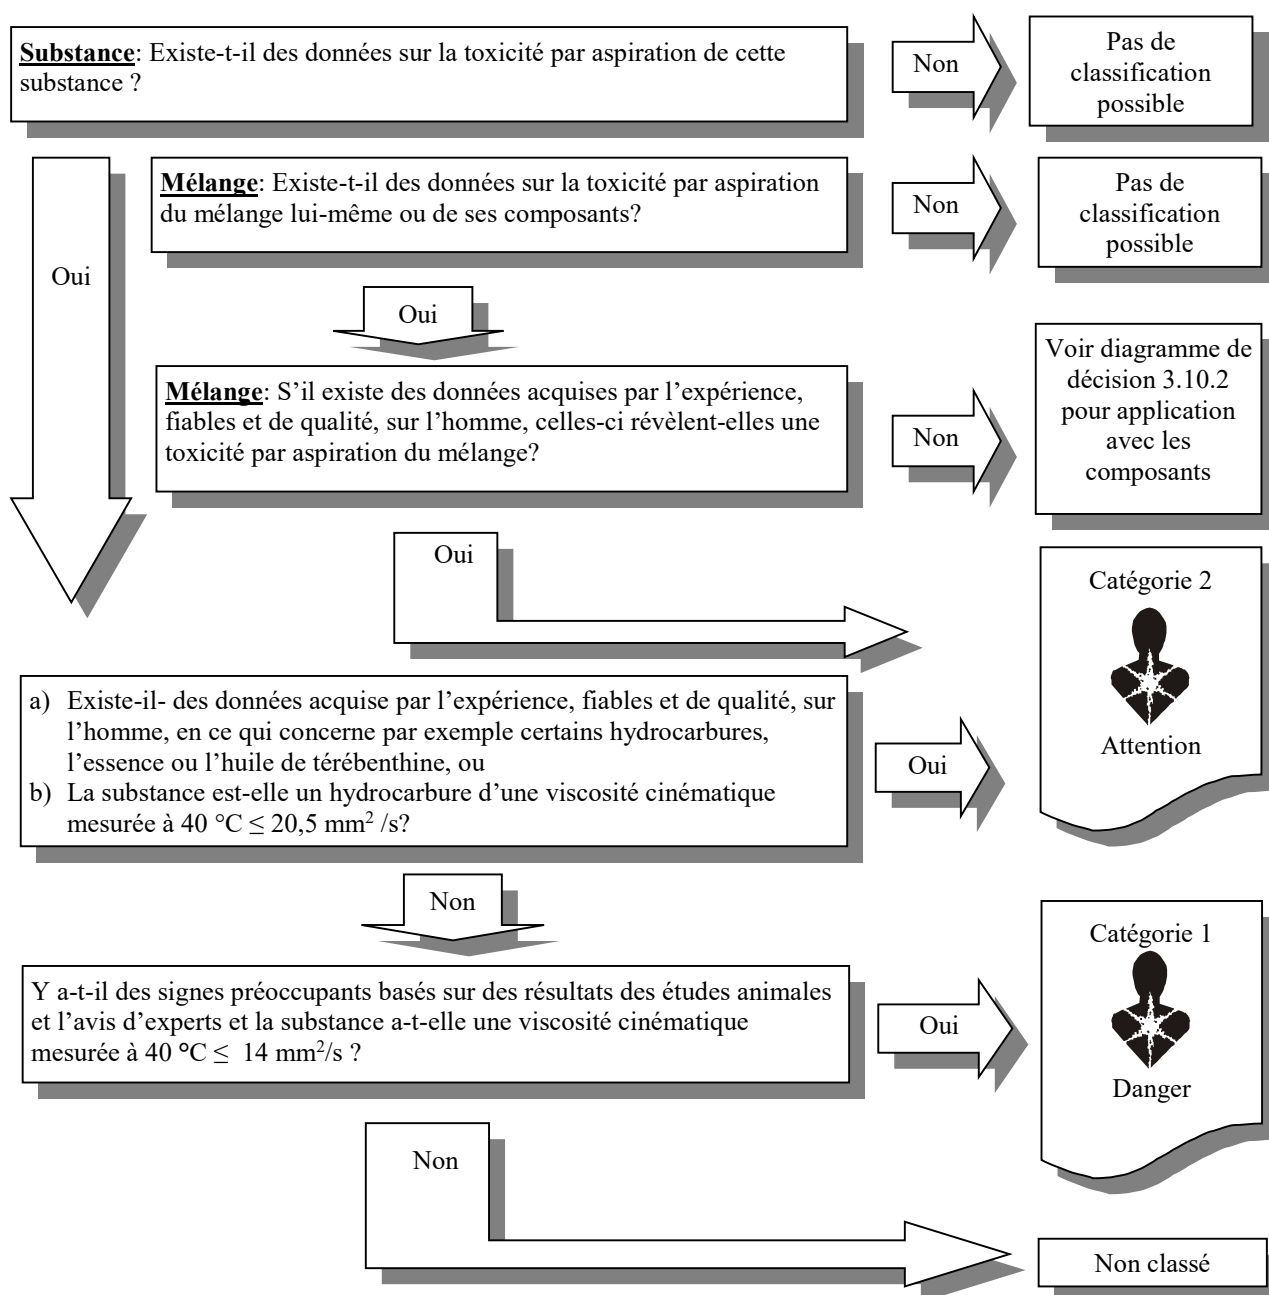 Substance: Existe-t-il des données sur la toxicité par aspiration de cette
substance ?
Non
Pas de
classification
possible
Mélange: Existe-t-il des données sur la toxicité par aspiration
du mélange lui-même ou de ses composants?
Non
Pas de
classification
possible
Oui
Oui
Mélange: S’il existe des données acquises par l’expérience,
fiables et de qualité, sur l’homme, celles-ci révèlent-elles une
toxicité par aspiration du mélange?
Non
Voir diagramme de
décision 3.10.2
pour application
avec les
composants
Oui
Catégorie 2
Attention
a) Existe-il- des données acquise par l’expérience, fiables et de qualité, sur
l’homme, en ce qui concerne par exemple certains hydrocarbures,
l’essence ou l’huile de térébenthine, ou
b) La substance est-elle un hydrocarbure d’une viscosité cinématique
mesurée à 40 °C ≤ 20,5 mm² /s?
Oui
Non
Catégorie 1
Danger
Y a-t-il des signes préoccupants basés sur des résultats des études animales
et l’avis d’experts et la substance a-t-elle une viscosité cinématique
mesurée à 40 °C ≤ 14 mm²/s ?
Oui
Non
Non classé